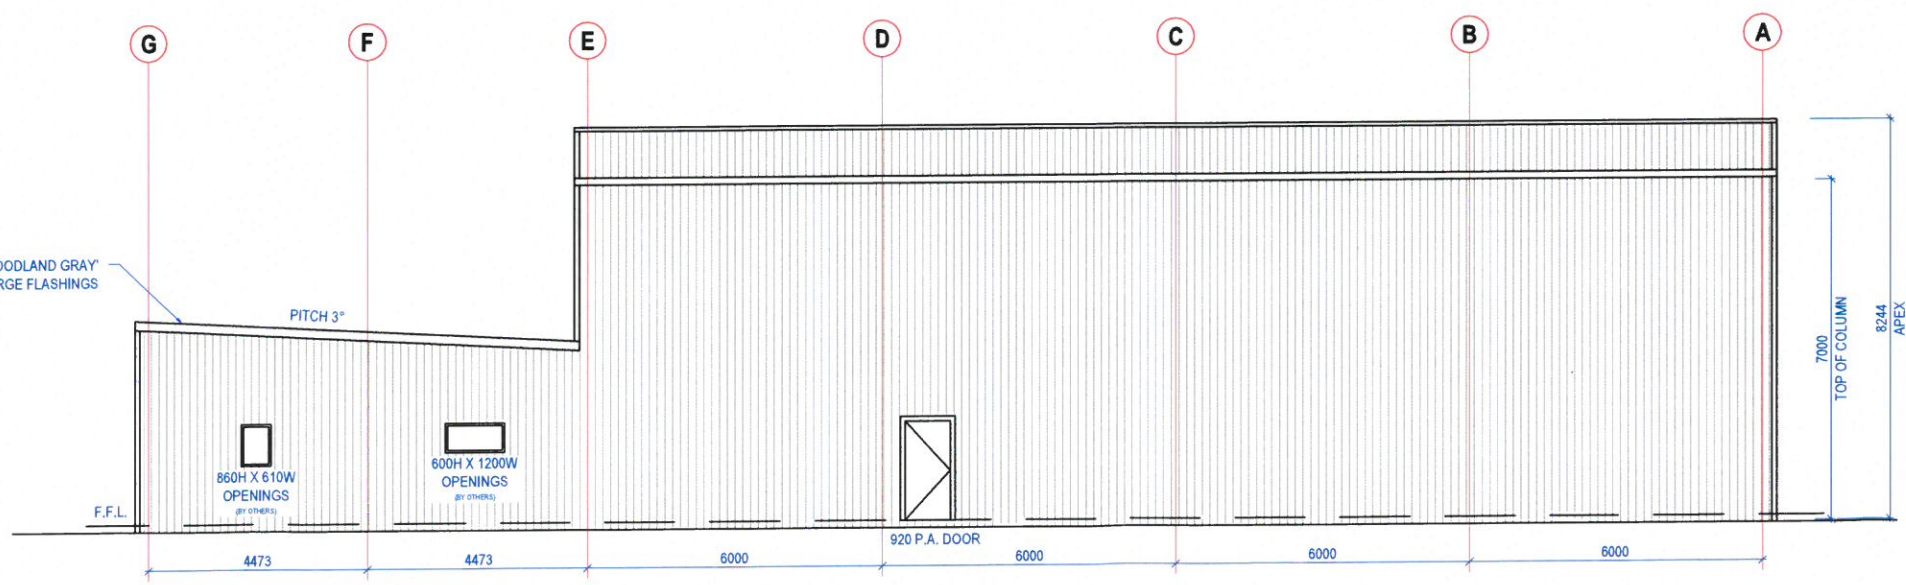 G F E D C B A
OODLAND GRAY'
RGE FLASHINGS
PITCH 3°
8244
APEX
7000
TOP OF COLUMN
860H X 610W
OPENINGS
(BY OTHERS)
600H X 1200W
OPENINGS
(BY OTHERS)
F.F.L.
920 P.A. DOOR
4473 4473 6000 6000 6000 6000